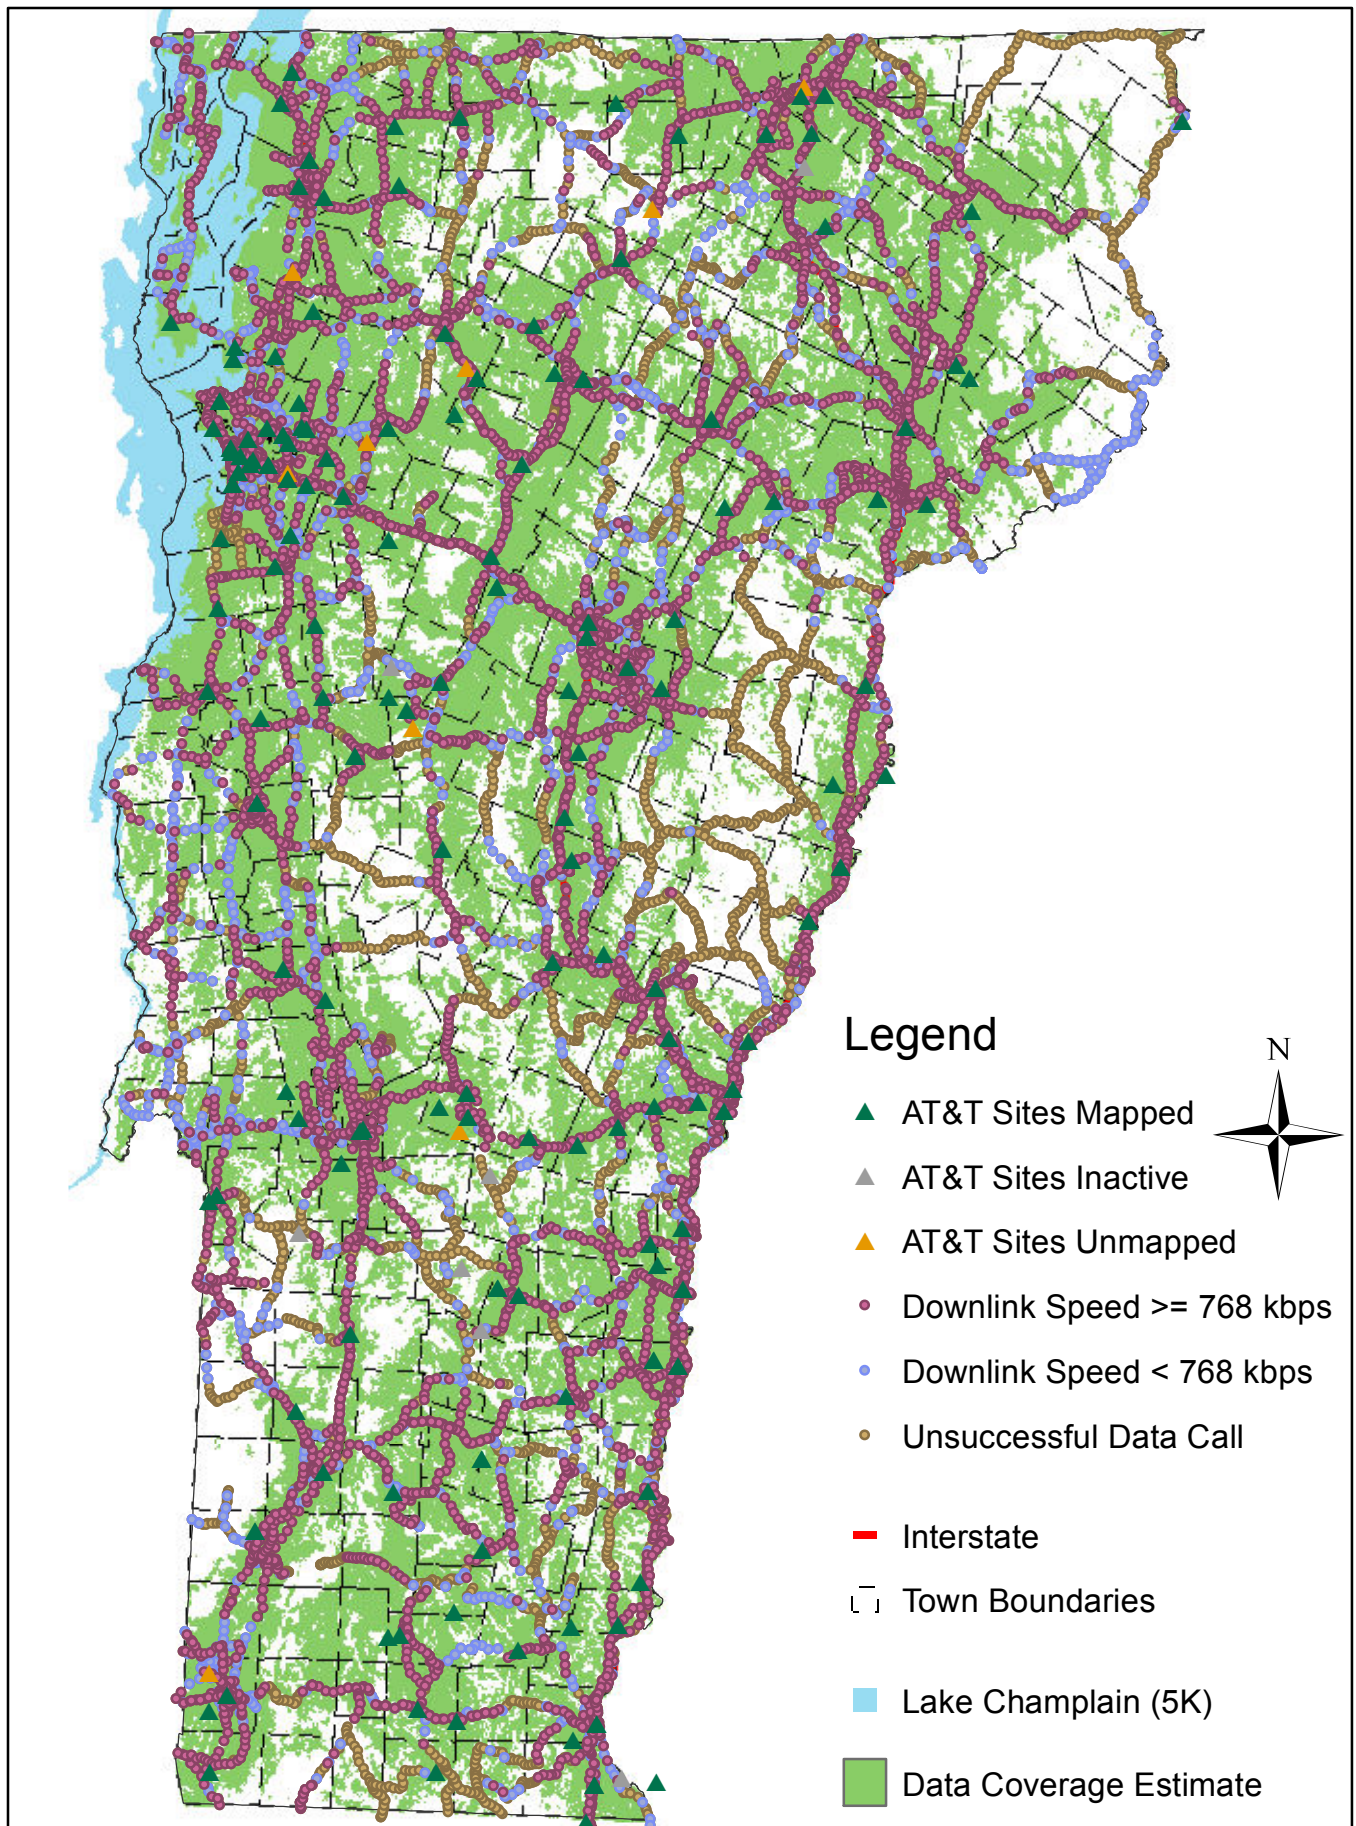 Legend
N
AT&T Sites Mapped
AT&T Sites Inactive
AT&T Sites Unmapped
Downlink Speed >= 768 kbps
Downlink Speed < 768 kbps
Unsuccessful Data Call
Interstate
Town Boundaries
Lake Champlain (5K)
Data Coverage Estimate